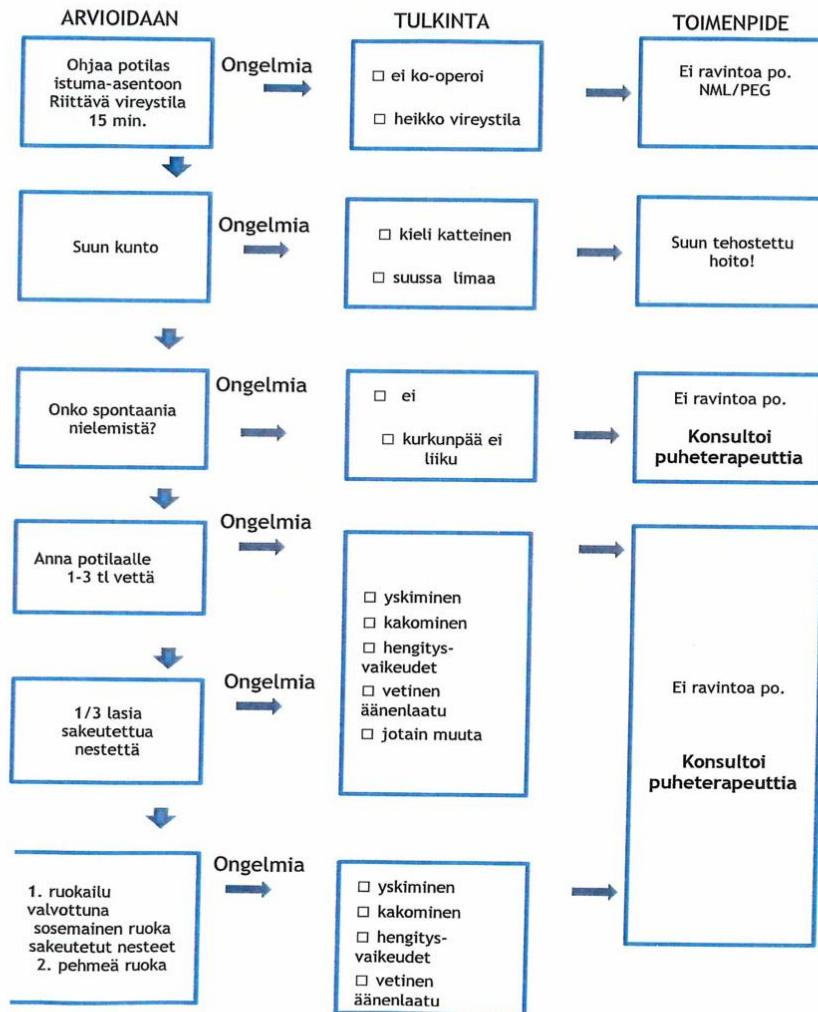 ARVIOIDAAN
TULKINTA
TOIMENPIDE
Ohjaa potilas
istuma-asentoon
Riittävä vireystila
15 min.
Ongelmia
☐ ei ko-operoi
☐ heikko vireystila
Ei ravintoa po.
NML/PEG
Suun kunto
Ongelmia
☐ kieli katteinen
☐ suussa limaa
Suun tehostettu
hoito!
Onko spontaania
nielemistä?
Ongelmia
☐ ei
☐ kurkunpää ei
liiku
Ei ravintoa po.
Konsultoi
puheterapeuttia
Anna potilaalle
1-3 tl vettä
Ongelmia
1/3 lasia
sakeutettua
nestettä
Ongelmia
☐ yskiminen
☐ kakominen
☐ hengitys-
vaikeudet
☐ vetinen
äänenlaatu
☐ jotain muuta
Ei ravintoa po.
Konsultoi
puheterapeuttia
1. ruokailu
valvottuna
sosemainen ruoka
sakeutetut nesteet
2. pehmeä ruoka
Ongelmia
☐ yskiminen
☐ kakominen
☐ hengitys-
vaikeudet
☐ vetinen
äänenlaatu